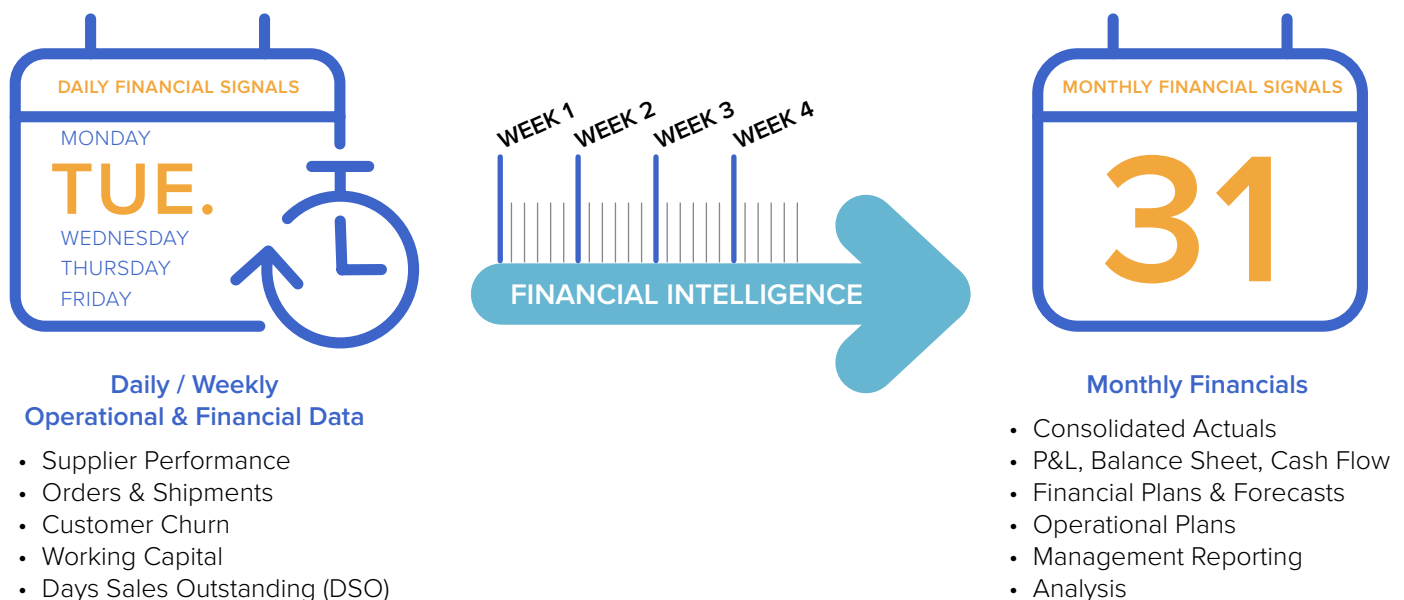 DAILY FINANCIAL SIGNALS
MONDAY
TUE.
WEDNESDAY
THURSDAY
FRIDAY
Daily / Weekly
Operational & Financial Data
• Supplier Performance
• Orders & Shipments
• Customer Churn
• Working Capital
• Days Sales Outstanding (DSO)
WEEK 1
WEEK 2
WEEK 3
WEEK 4
FINANCIAL INTELLIGENCE
MONTHLY FINANCIAL SIGNALS
31
Monthly Financials
• Consolidated Actuals
• P&L, Balance Sheet, Cash Flow
• Financial Plans & Forecasts
• Operational Plans
• Management Reporting
• Analysis